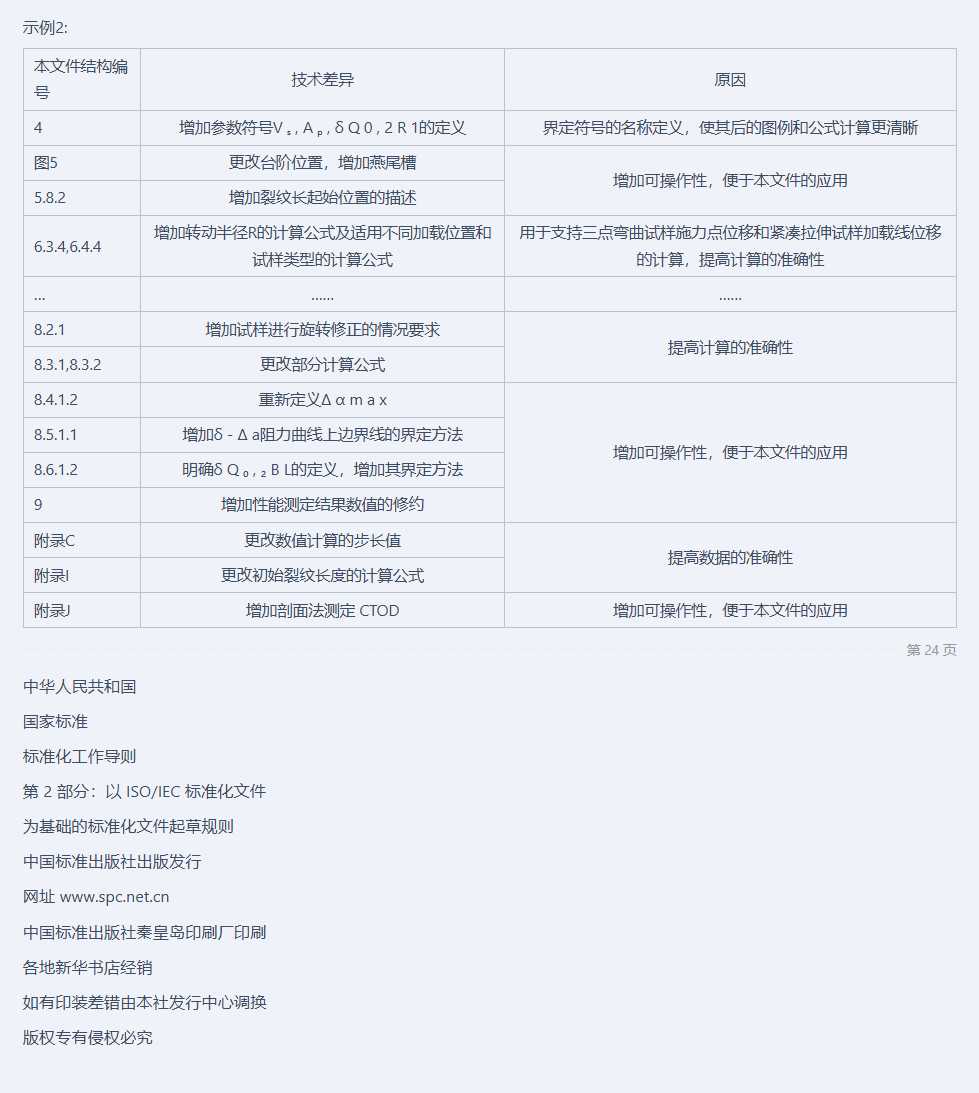 示例2:
本文件结构编
号
技术差异
原因
4
增加参数符号V ₛ , A ₚ , δ Q 0 , 2 R 1的定义
界定符号的名称定义，使其后的图例和公式计算更清晰
图5
更改台阶位置，增加燕尾槽
增加可操作性，便于本文件的应用
5.8.2
增加裂纹长起始位置的描述
6.3.4,6.4.4
增加转动半径R的计算公式及适用不同加载位置和
试样类型的计算公式
用于支持三点弯曲试样施力点位移和紧凑拉伸试样加载线位移
的计算，提高计算的准确性
...
......
......
8.2.1
增加试样进行旋转修正的情况要求
提高计算的准确性
8.3.1,8.3.2
更改部分计算公式
8.4.1.2
重新定义Δ α m a x
增加可操作性，便于本文件的应用
8.5.1.1
增加δ - Δ a阻力曲线上边界线的界定方法
8.6.1.2
明确δ Q ₀ , ₂ B L的定义，增加其界定方法
9
增加性能测定结果数值的修约
附录C
更改数值计算的步长值
提高数据的准确性
附录I
更改初始裂纹长度的计算公式
附录J
增加剖面法测定 CTOD
增加可操作性，便于本文件的应用
第 24 页
中华人民共和国
国家标准
标准化工作导则
第 2 部分：以 ISO/IEC 标准化文件
为基础的标准化文件起草规则
中国标准出版社出版发行
网址 www.spc.net.cn
中国标准出版社秦皇岛印刷厂印刷
各地新华书店经销
如有印装差错由本社发行中心调换
版权专有侵权必究